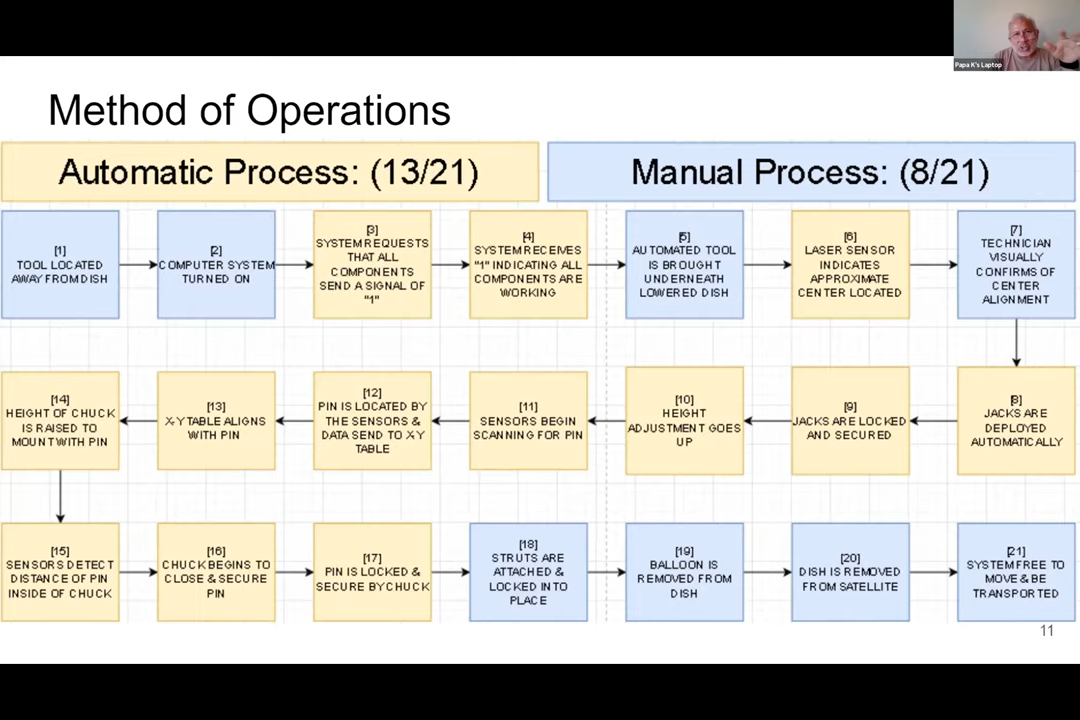 Papa K's Laptop
Method of Operations
Automatic Process: (13/21)
Manual Process: (8/21)
[1]
TOOL LOCATED
AWAY FROM DISH
[2]
COMPUTER SYSTEM
TURNED ON
[3]
SYSTEM REQUESTS
THAT ALL
COMPONENTS
SEND A SIGNAL OF
"1"
[4]
SYSTEM RECEIVES
"1" INDICATING ALL
COMPONENTS ARE
WORKING
[5]
AUTOMATED TOOL
IS BROUGHT
UNDERNEATH
LOWERED DISH
[6]
LASER SENSOR
INDICATES
APPROXIMATE
CENTER LOCATED
[7]
TECHNICIAN
VISUALLY
CONFIRMS OF
CENTER
ALIGNMENT
[8]
JACKS ARE
DEPLOYED
AUTOMATICALLY
[9]
JACKS ARE LOCKED
AND SECURED
[10]
HEIGHT
ADJUSTMENT GOES
UP
[11]
SENSORS BEGIN
SCANNING FOR PIN
[12]
PIN IS LOCATED BY
THE SENSORS &
DATA SEND TO X-Y
TABLE
[13]
X-Y TABLE ALIGNS
WITH PIN
[14]
HEIGHT OF CHUCK
IS RAISED TO
MOUNT WITH PIN
[15]
SENSORS DETECT
DISTANCE OF PIN
INSIDE OF CHUCK
[16]
CHUCK BEGINS TO
CLOSE & SECURE
PIN
[17]
PIN IS LOCKED &
SECURE BY CHUCK
[18]
STRUTS ARE
ATTACHED &
LOCKED INTO
PLACE
[19]
BALLOON IS
REMOVED FROM
DISH
[20]
DISH IS REMOVED
FROM SATELLITE
[21]
SYSTEM FREE TO
MOVE & BE
TRANSPORTED
11